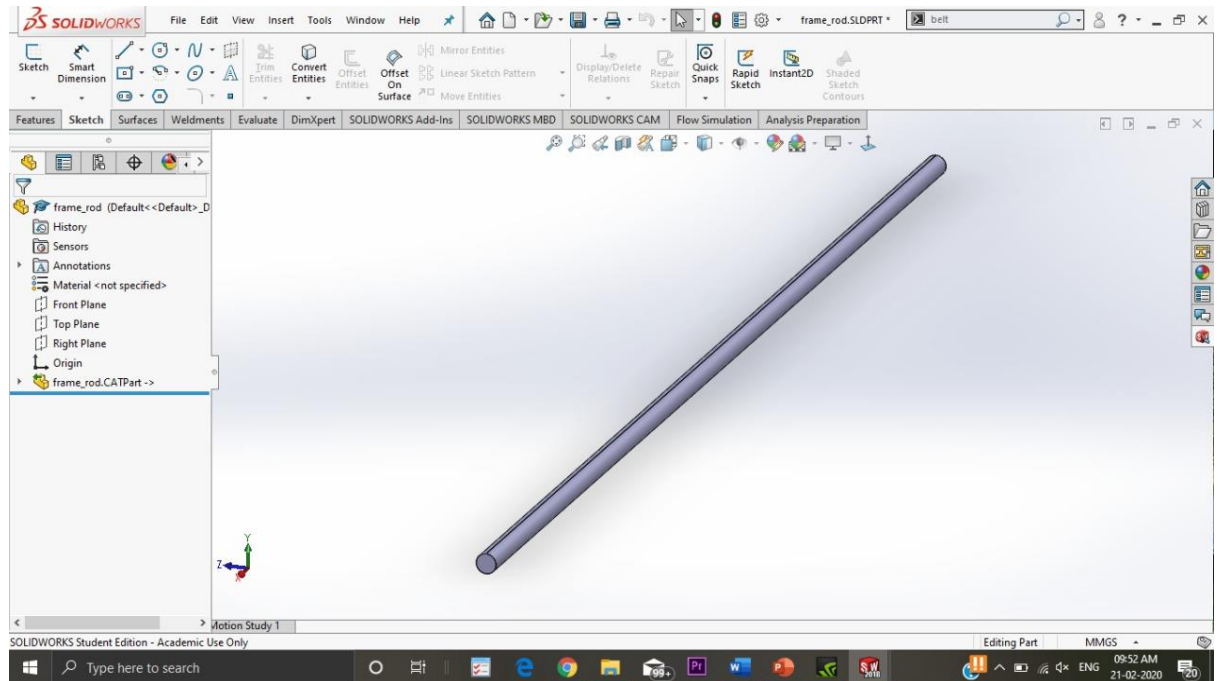 SOLIDWORKS File Edit View Insert Tools Window Help frame_rod.SLDPRT * belt ?
Sketch Smart Dimension Trim Entities Convert Entities Offset Entities Offset On Surface Mirror Entities Linear Sketch Pattern Move Entities Display/Delete Relations Repair Sketch Quick Snaps Rapid Sketch Instant2D Shaded Sketch Contours
Features Sketch Surfaces Weldments Evaluate DimXpert SOLIDWORKS Add-Ins SOLIDWORKS MBD SOLIDWORKS CAM Flow Simulation Analysis Preparation
frame_rod (Default<<Default>_D
History
Sensors
Annotations
Material <not specified>
Front Plane
Top Plane
Right Plane
Origin
frame_rod.CATPart ->
Y
Z
Motion Study 1
SOLIDWORKS Student Edition - Academic Use Only Editing Part MMGS
Type here to search 99+ Pr W P SW 2018 ENG 09:52 AM
21-02-2020 20